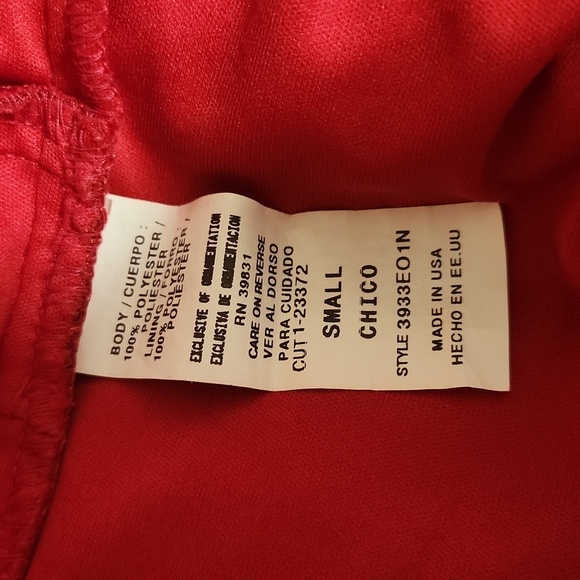 BODY / CUERPO :
100% POLYESTER /
POLIESTER
LINING / FORRO :
100% POLYESTER /
POLIESTER
EXCLUSIVE OF ORNAMENTATION
EXCLUSIVA DE ORNAMENTACION
RN 39831
CARE ON REVERSE
VER AL DORSO
PARA CUIDADO
CUT 1-23372
SMALL
CHICO
STYLE 3933EO1N
MADE IN USA
HECHO EN EE.UU